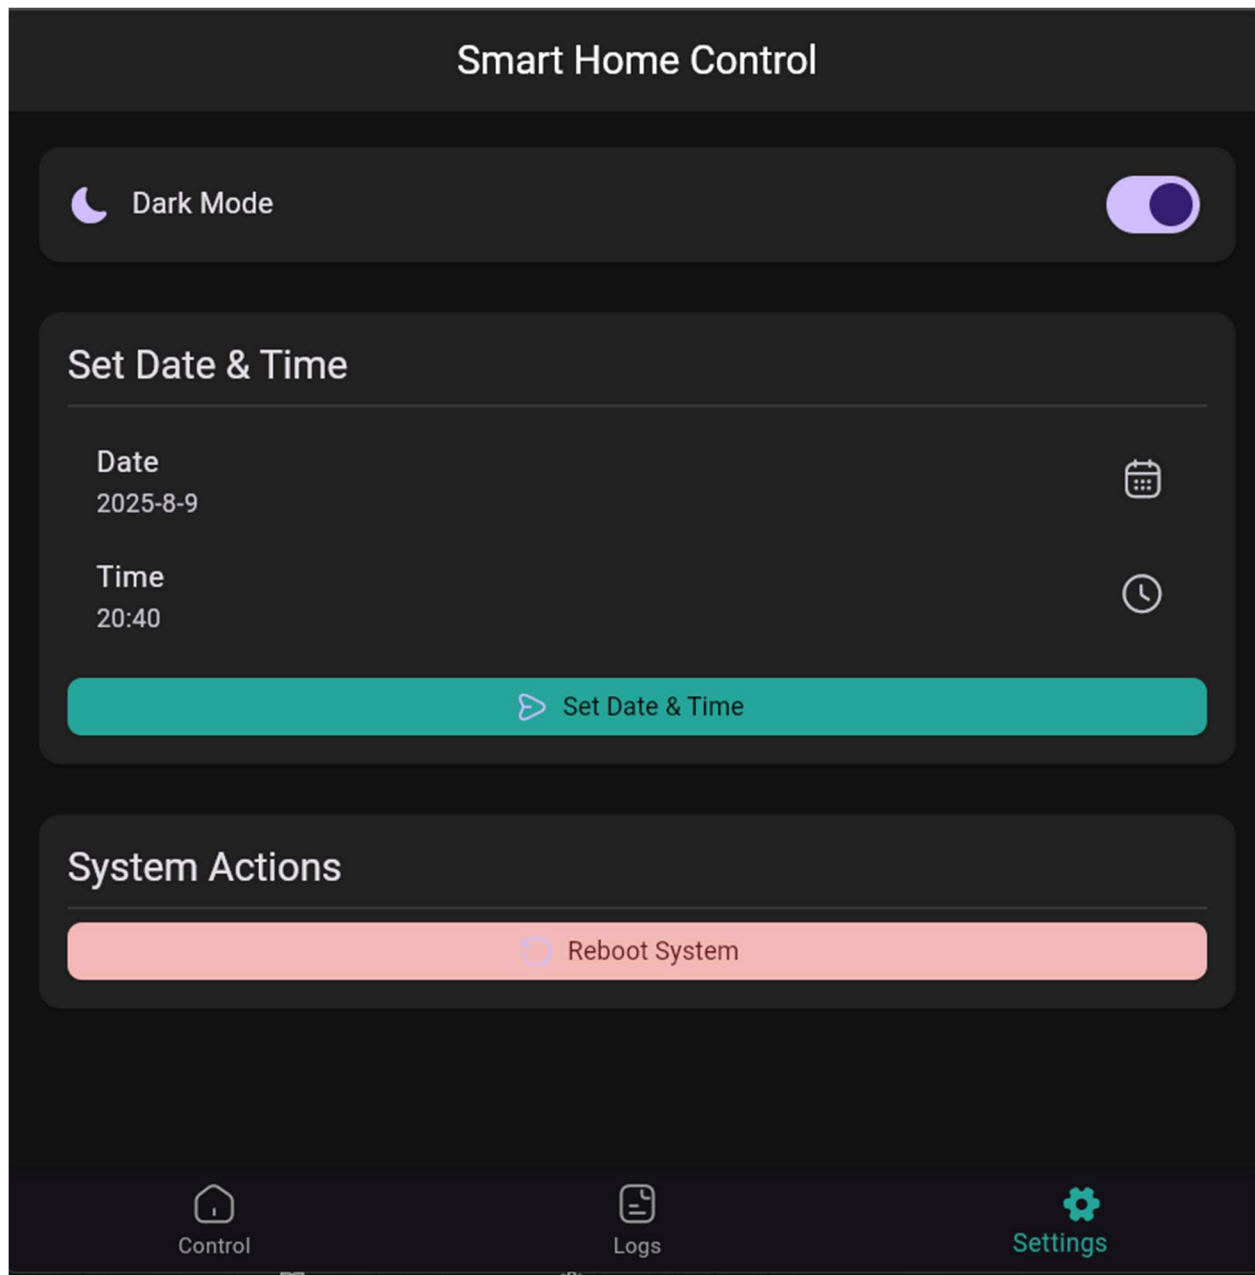 Smart Home Control
Dark Mode
Set Date & Time
Date
2025-8-9
Time
20:40
Set Date & Time
System Actions
Reboot System
Control
Logs
Settings